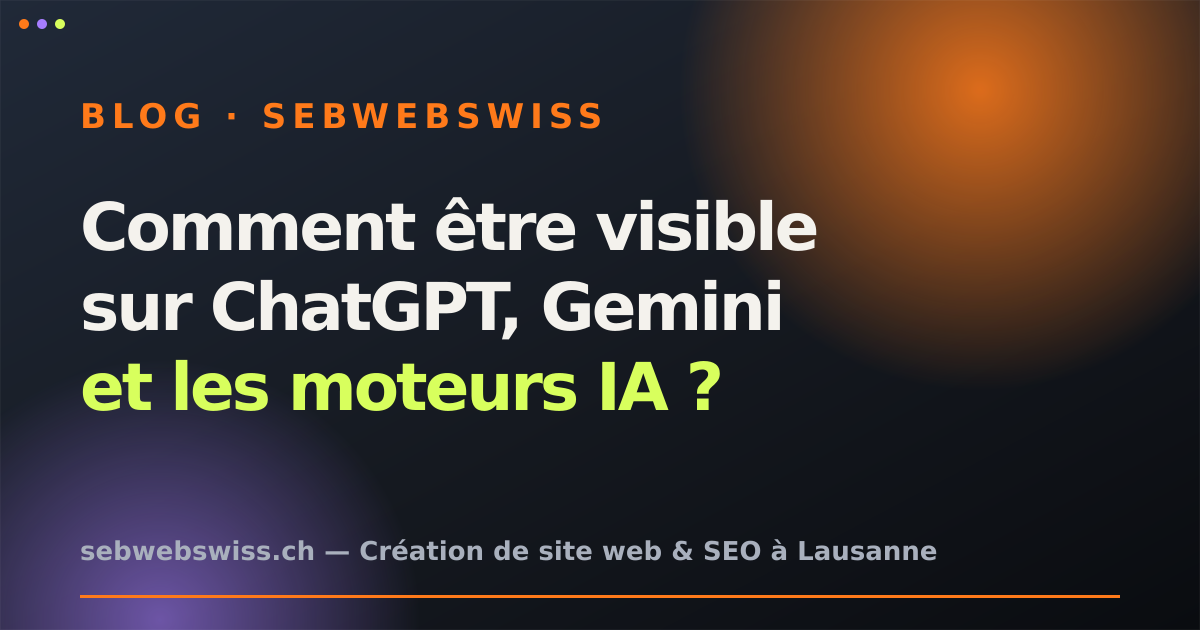 BLOG · SEBWEBSWISS
Comment être visible
sur ChatGPT, Gemini
et les moteurs IA ?
sebwebswiss.ch — Création de site web & SEO à Lausanne